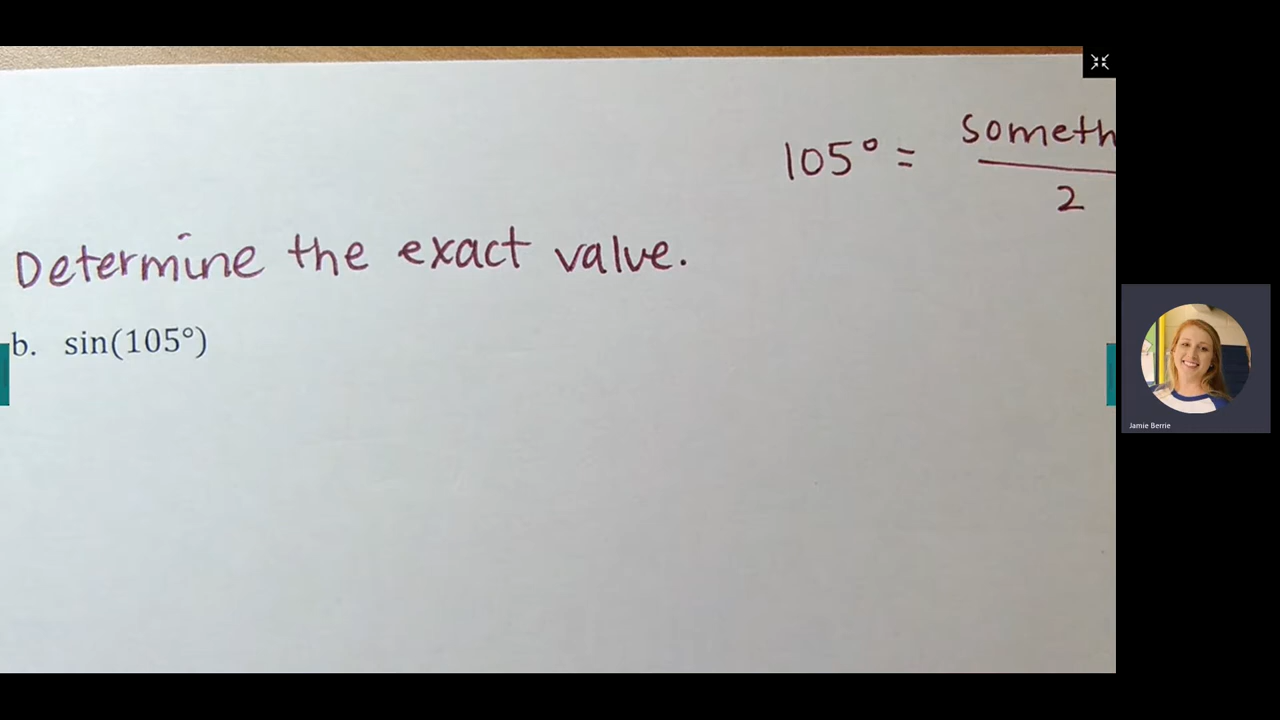 105° = someth
2
Determine the exact value.
b. sin(105°)
Jamie Berrie